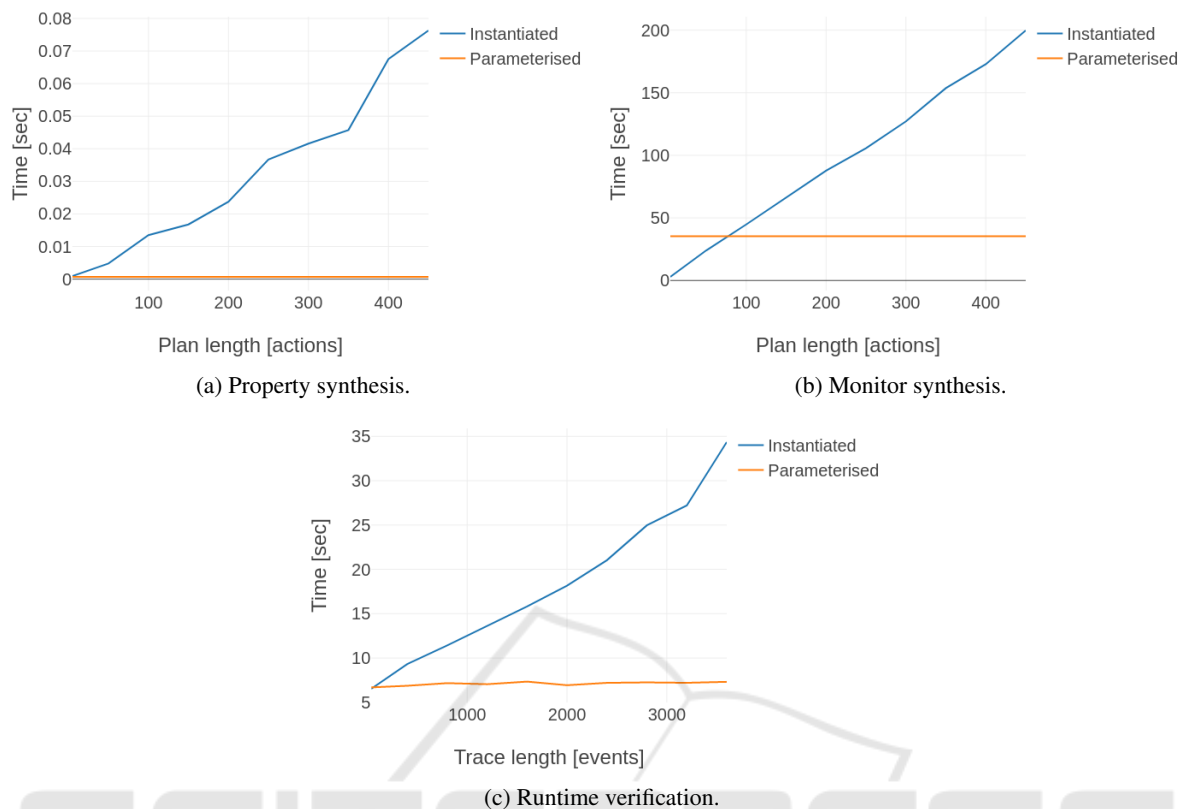 0.08
0.07
0.06
0.05
0.04
0.03
0.02
0.01
0
Time [sec]
100 200 300 400
Plan length [actions]
Instantiated
Parameterised
(a) Property synthesis.
200
150
100
50
0
Time [sec]
100 200 300 400
Plan length [actions]
Instantiated
Parameterised
(b) Monitor synthesis.
35
30
25
20
15
10
5
Time [sec]
1000 2000 3000
Trace length [events]
Instantiated
Parameterised
(c) Runtime verification.